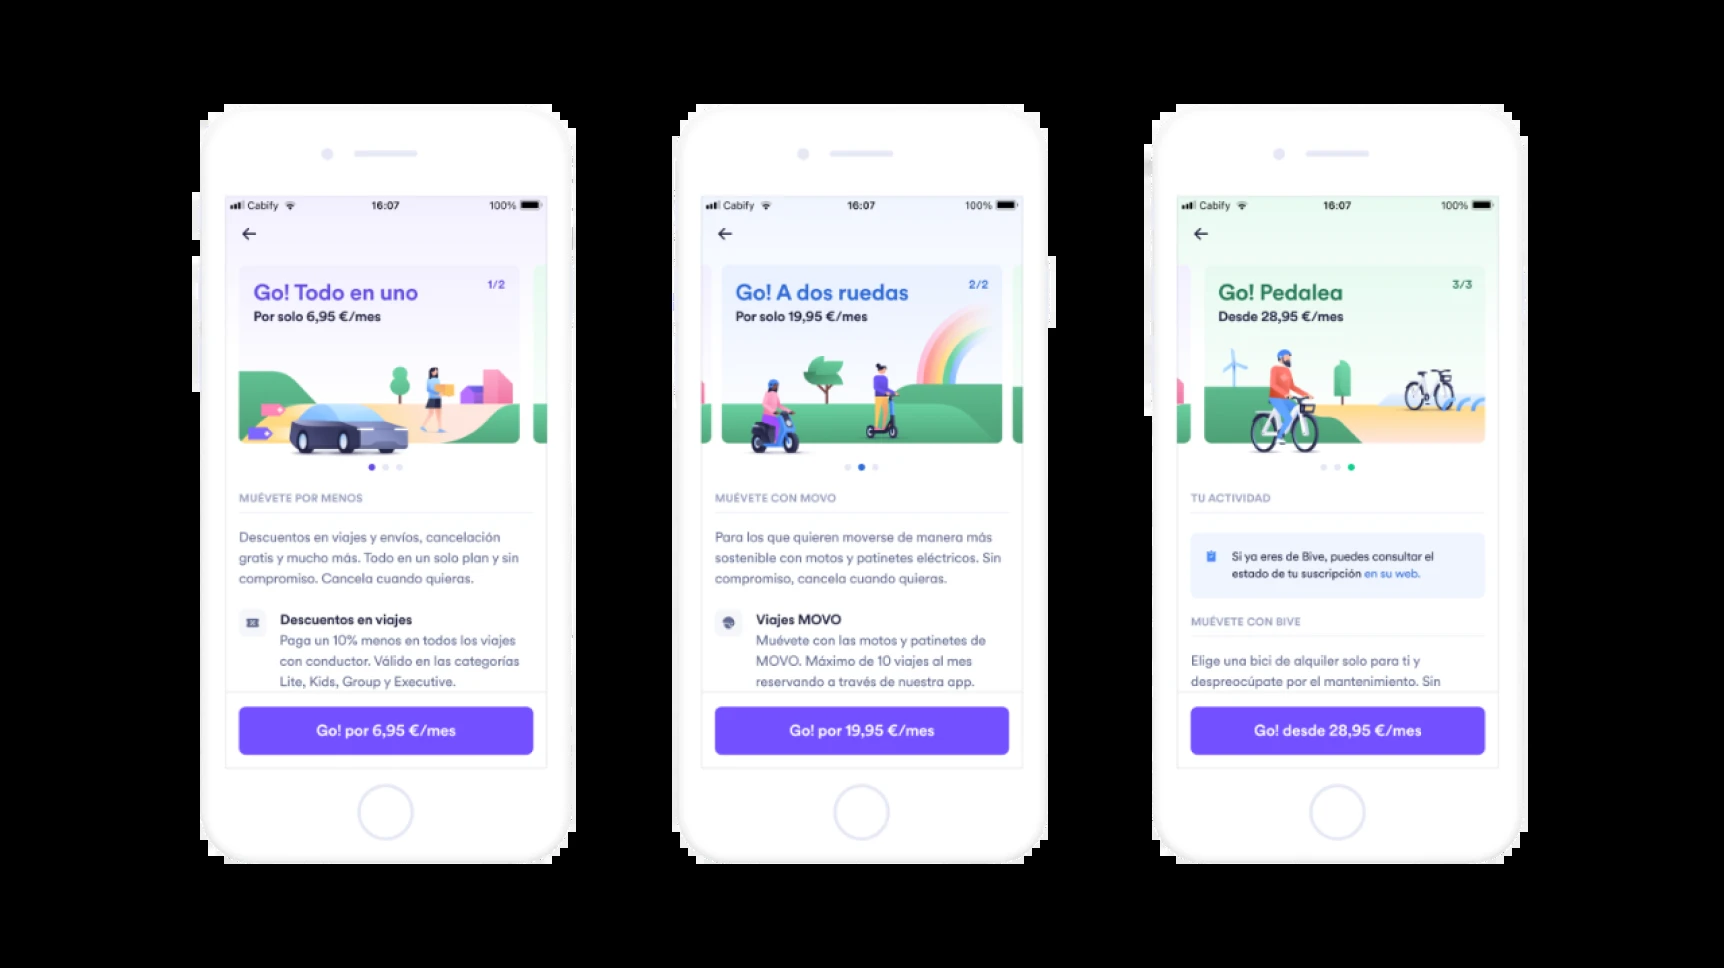 Cabify 16:07 100%
Go! Todo en uno 1/2
Por solo 6,95 €/mes
MUÉVETE POR MENOS
Descuentos en viajes y envíos, cancelación
gratis y mucho más. Todo en un solo plan y sin
compromiso. Cancela cuando quieras.
Descuentos en viajes
Paga un 10% menos en todos los viajes
con conductor. Válido en las categorías
Lite, Kids, Group y Executive.
Go! por 6,95 €/mes
Cabify 16:07 100%
Go! A dos ruedas 2/2
Por solo 19,95 €/mes
MUÉVETE CON MOVO
Para los que quieren moverse de manera más
sostenible con motos y patinetes eléctricos. Sin
compromiso, cancela cuando quieras.
Viajes MOVO
Muévete con las motos y patinetes de
MOVO. Máximo de 10 viajes al mes
reservando a través de nuestra app.
Go! por 19,95 €/mes
Cabify 16:07 100%
Go! Pedalea 3/3
Desde 28,95 €/mes
TU ACTIVIDAD
Si ya eres de Bive, puedes consultar el
estado de tu suscripción en su web.
MUÉVETE CON BIVE
Elige una bici de alquiler solo para ti y
despreocúpate por el mantenimiento. Sin
Go! desde 28,95 €/mes